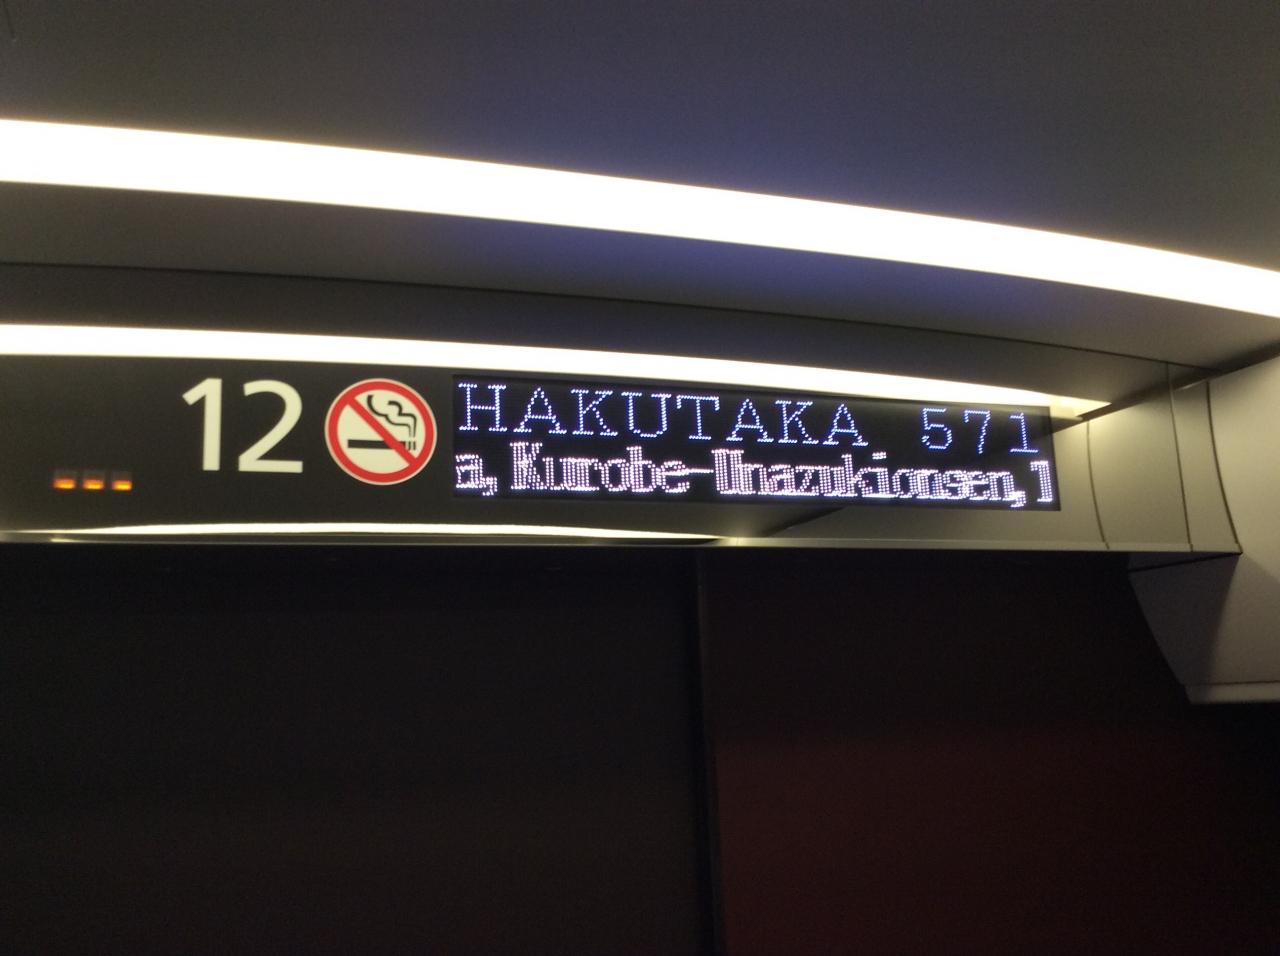 12
HAKUTAKA 571
a, Kurobe-Unazukionsen,